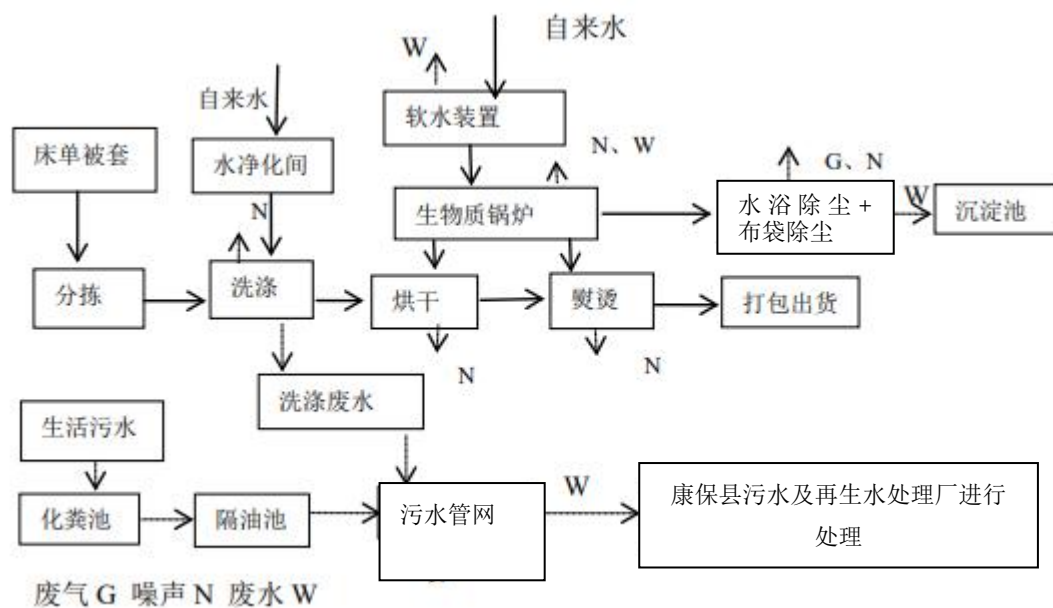 自来水
W
自来水
软水装置
N、W
G、N
床单被套
水净化间
N
生物质锅炉
水浴除尘+
布袋除尘
W
沉淀池
分拣
洗涤
烘干
熨烫
打包出货
N
N
洗涤废水
生活污水
W
化粪池
隔油池
污水管网
康保县污水及再生水处理厂进行
处理
废气G 噪声N 废水W